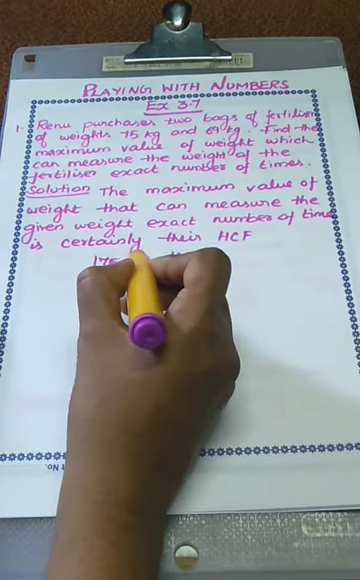 PLAYING WITH NUMBERS
Ex 3.7
1. Renu purchases two bags of fertiliser
of weights 75 kg and 69 kg. Find the
maximum value of weight which
can measure the weight of the
fertiliser exact number of times.
Solution The maximum value of
weight that can measure the
given weight exact number of time
is certainly their HCF